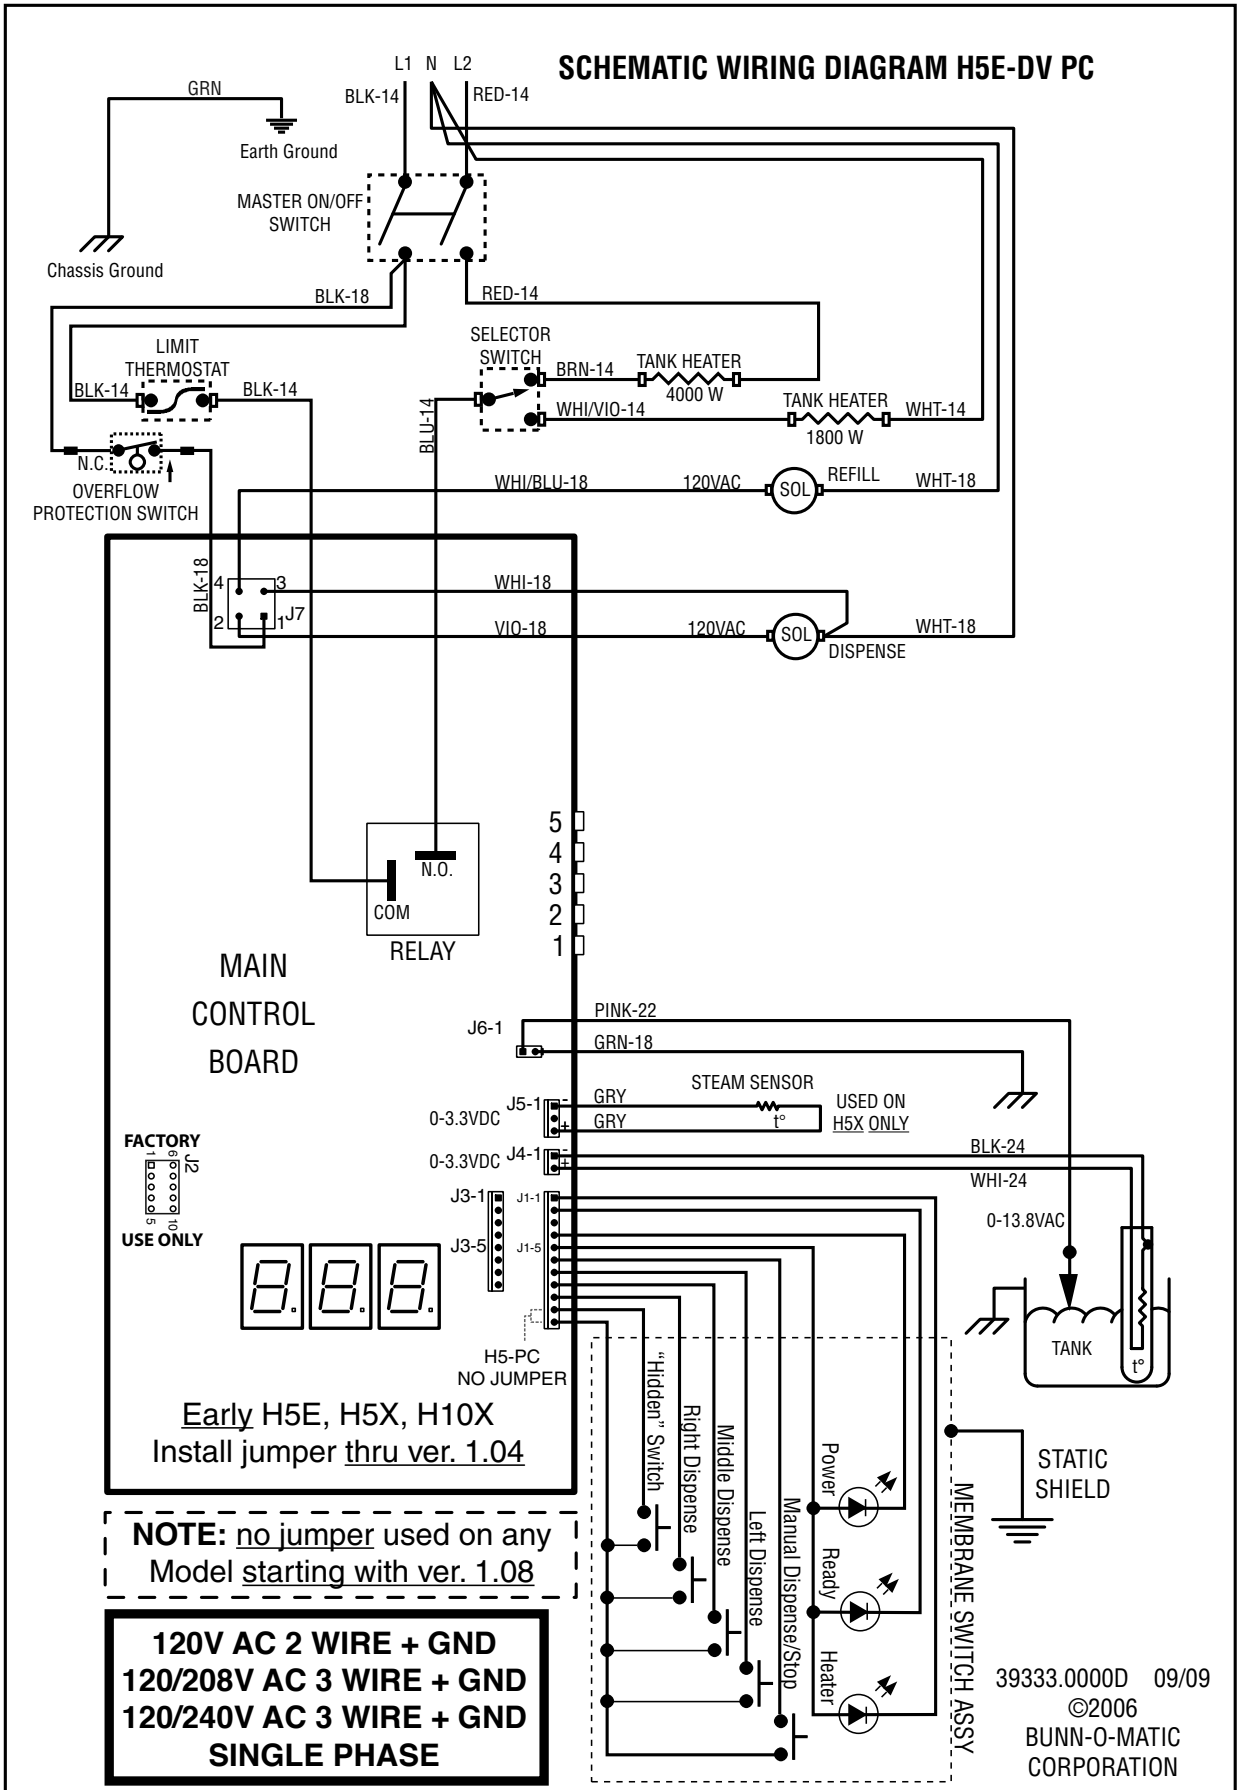 SCHEMATIC WIRING DIAGRAM H5E-DV PC
L1 N L2
GRN
BLK-14
RED-14
Earth Ground
MASTER ON/OFF
SWITCH
Chassis Ground
BLK-18
RED-14
LIMIT
THERMOSTAT
SELECTOR
SWITCH
BRN-14
TANK HEATER
4000 W
BLK-14
BLK-14
TANK HEATER
1800 W
WHI/VIO-14
WHT-14
BLU-14
N.C.
OVERFLOW
PROTECTION SWITCH
WHI/BLU-18
120VAC
SOL
REFILL
WHT-18
BLK-18
4
3
2
1
J7
WHI-18
VIO-18
120VAC
SOL
DISPENSE
WHT-18
5
4
3
2
1
N.O.
COM
RELAY
MAIN
CONTROL
BOARD
J6-1
PINK-22
GRN-18
STEAM SENSOR
J5-1
-
GRY
0-3.3VDC
+
GRY
t°
USED ON
H5X ONLY
0-3.3VDC
J4-1
-
+
BLK-24
WHI-24
FACTORY
1
6
J2
5
10
USE ONLY
J3-1
J1-1
J3-5
J1-5
0-13.8VAC
8. 8. 8.
TANK
t°
H5-PC
NO JUMPER
Early H5E, H5X, H10X
Install jumper thru ver. 1.04
"Hidden" Switch
Right Dispense
Middle Dispense
Left Dispense
Manual Dispense/Stop
Power
Ready
Heater
MEMBRANE SWITCH ASSY
STATIC
SHIELD
NOTE: no jumper used on any
Model starting with ver. 1.08
120V AC 2 WIRE + GND
120/208V AC 3 WIRE + GND
120/240V AC 3 WIRE + GND
SINGLE PHASE
39333.0000D 09/09
©2006
BUNN-O-MATIC
CORPORATION